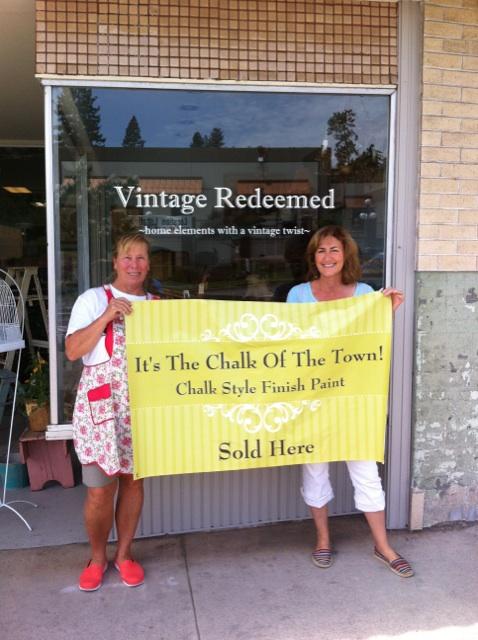 Vintage Redeemed
~home elements with a vintage twist~
It's The Chalk Of The Town!
Chalk Style Finish Paint
Sold Here